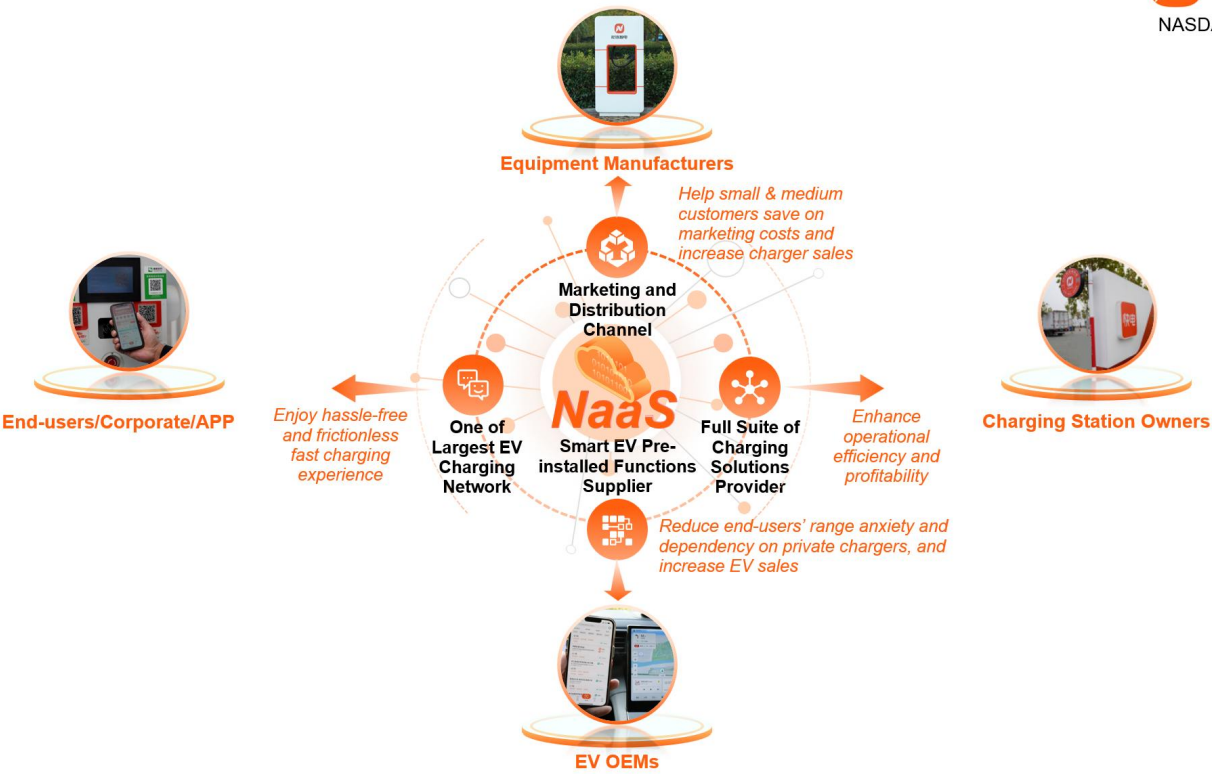 NASD
Equipment Manufacturers
Help small & medium
customers save on
marketing costs and
increase charger sales
Marketing and
Distribution
Channel
NaaS
End-users/Corporate/APP
Enjoy hassle-free
and frictionless
fast charging
experience
One of
Largest EV
Charging
Network
Smart EV Pre-
installed Functions
Supplier
Full Suite of
Charging
Solutions
Provider
Enhance
operational
efficiency and
profitability
Charging Station Owners
快电
Reduce end-users’ range anxiety and
dependency on private chargers, and
increase EV sales
EV OEMs